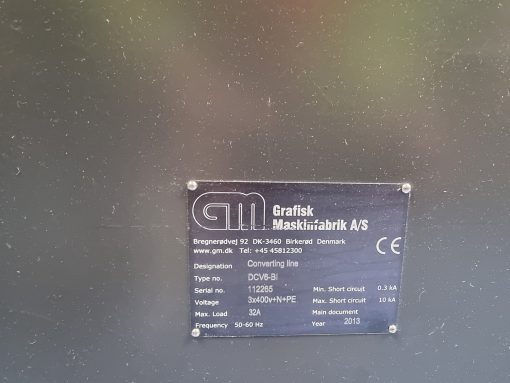 GM Grafisk
Maskinfabrik A/S
Bregnerødvej 92 DK-3460 Birkerød Denmark
www.gm.dk Tel: +45 45812300
CE
Designation Converting line
Type no. DCV6-BI
Serial no. 112265 Min. Short circuit 0.3 kA
Voltage 3x400v+N+PE Max. Short circuit 10 kA
Max. Load 32A Main document
Frequency 50-60 Hz Year 2013